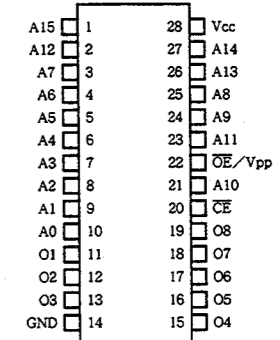 A15 1 28 Vcc
A12 2 27 A14
A7 3 26 A13
A6 4 25 A8
A5 5 24 A9
A4 6 23 A11
A3 7 22 O̅E̅/Vpp
A2 8 21 A10
A1 9 20 C̅E̅
A0 10 19 O8
O1 11 18 O7
O2 12 17 O6
O3 13 16 O5
GND 14 15 O4